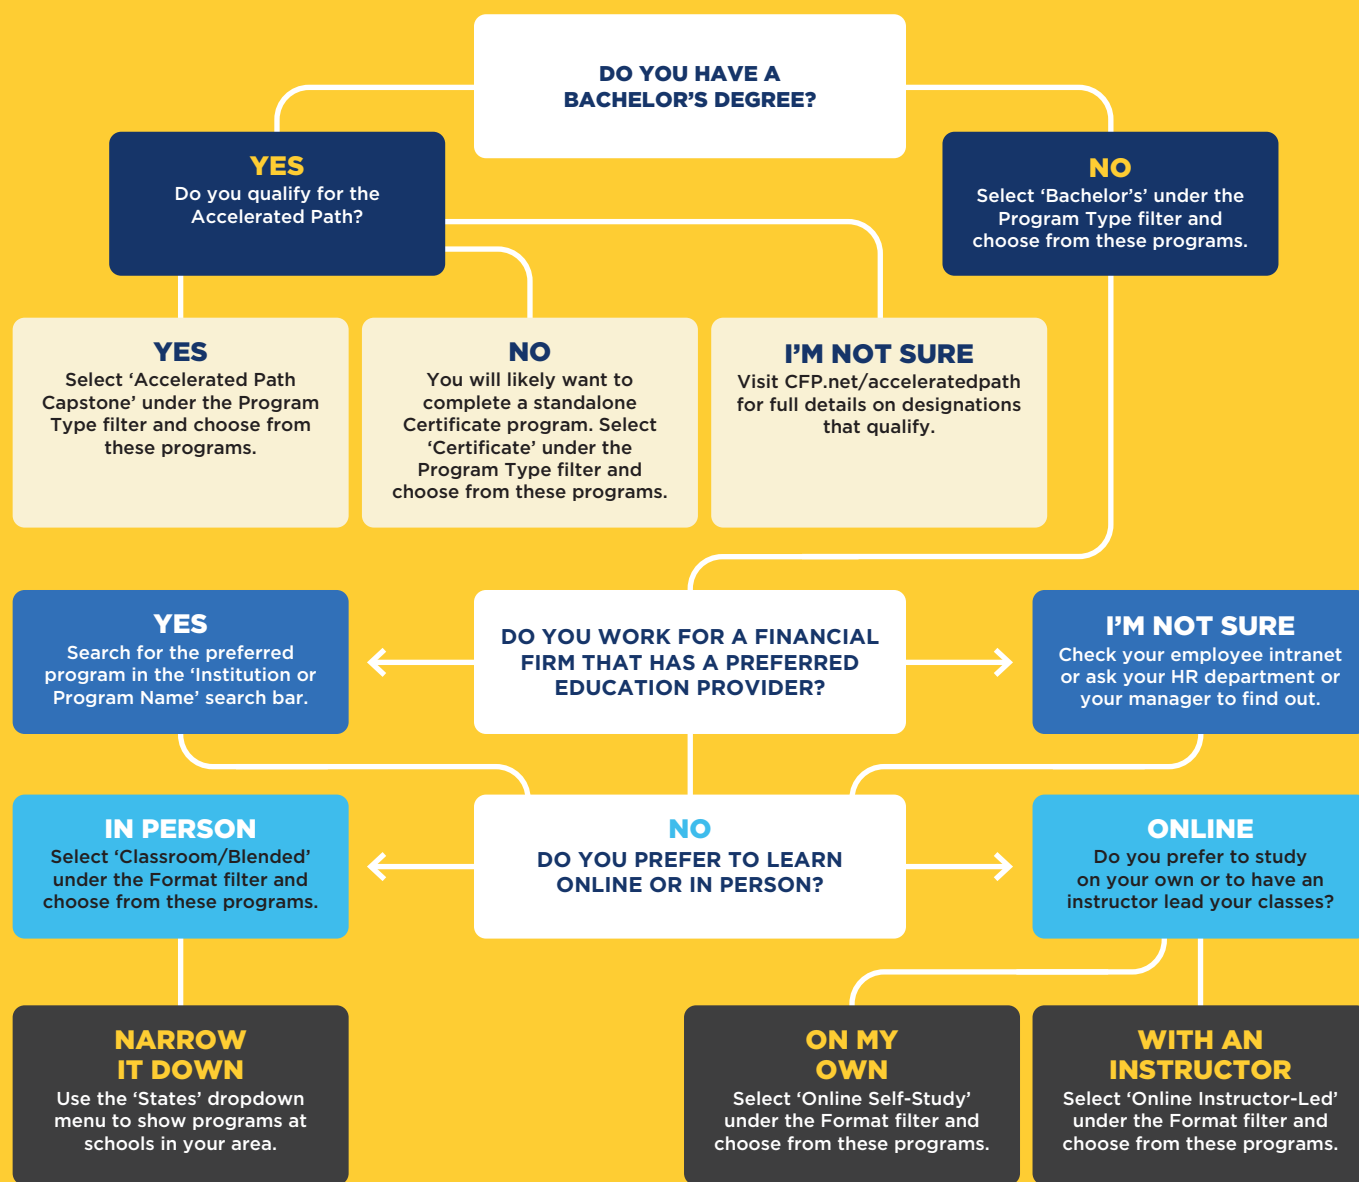 DO YOU HAVE A
BACHELOR’S DEGREE?
YES
Do you qualify for the
Accelerated Path?
NO
Select ‘Bachelor’s’ under the
Program Type filter and
choose from these programs.
YES
Select ‘Accelerated Path
Capstone’ under the Program
Type filter and choose from
these programs.
NO
You will likely want to
complete a standalone
Certificate program. Select
‘Certificate’ under the
Program Type filter and
choose from these programs.
I’M NOT SURE
Visit CFP.net/acceleratedpath
for full details on designations
that qualify.
YES
Search for the preferred
program in the ‘Institution or
Program Name’ search bar.
DO YOU WORK FOR A FINANCIAL
FIRM THAT HAS A PREFERRED
EDUCATION PROVIDER?
I’M NOT SURE
Check your employee intranet
or ask your HR department or
your manager to find out.
IN PERSON
Select ‘Classroom/Blended’
under the Format filter and
choose from these programs.
NO
DO YOU PREFER TO LEARN
ONLINE OR IN PERSON?
ONLINE
Do you prefer to study
on your own or to have an
instructor lead your classes?
NARROW
IT DOWN
Use the ‘States’ dropdown
menu to show programs at
schools in your area.
ON MY
OWN
Select ‘Online Self-Study’
under the Format filter and
choose from these programs.
WITH AN
INSTRUCTOR
Select ‘Online Instructor-Led’
under the Format filter and
choose from these programs.